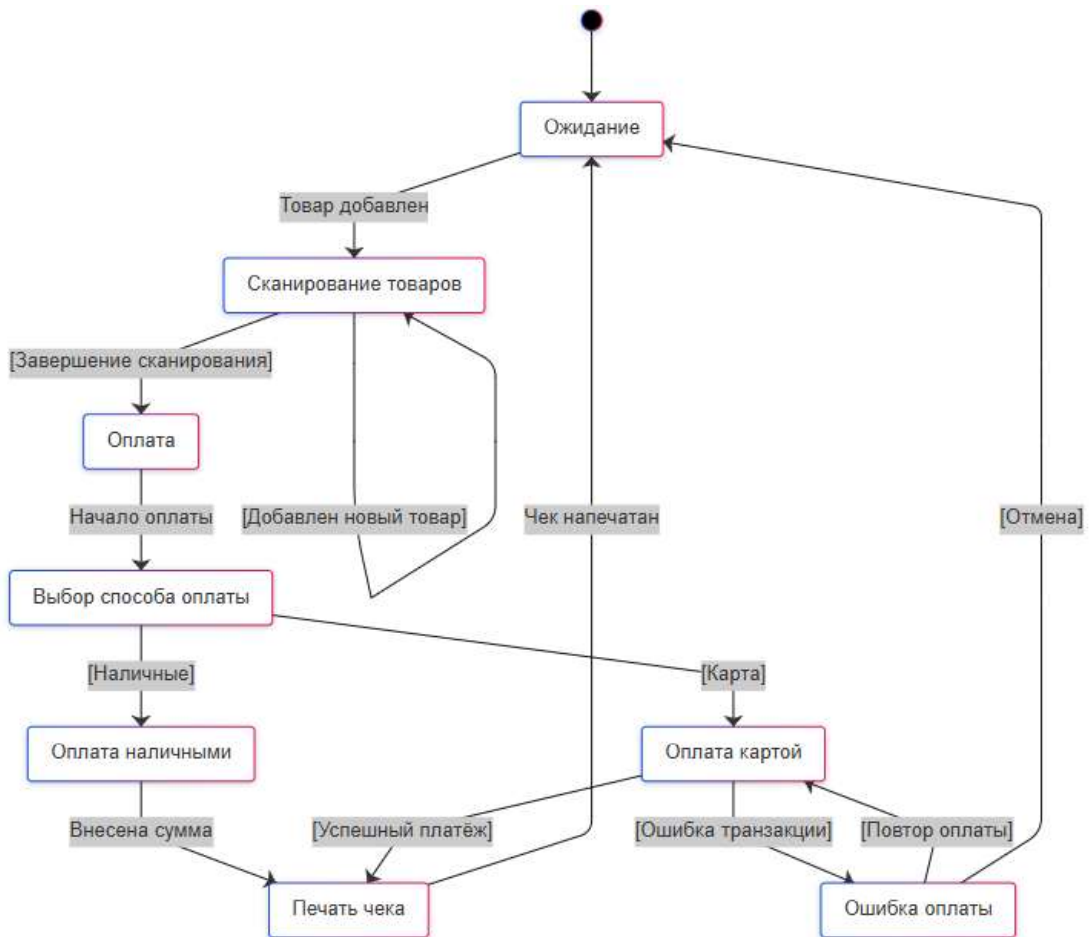 Ожидание
Товар добавлен
Сканирование товаров
[Завершение сканирования]
Оплата
Начало оплаты
[Добавлен новый товар]
Чек напечатан
[Отмена]
Выбор способа оплаты
[Наличные]
[Карта]
Оплата наличными
Оплата картой
Внесена сумма
[Успешный платёж]
[Ошибка транзакции]
[Повтор оплаты]
Печать чека
Ошибка оплаты